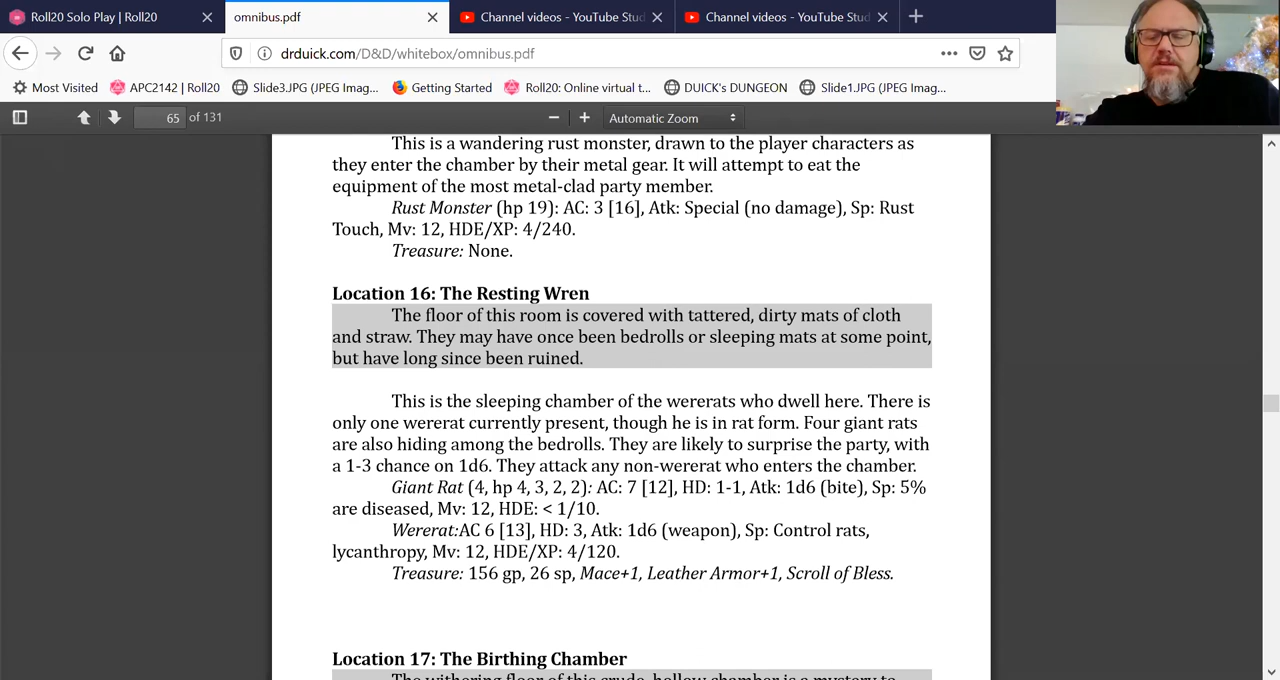 Roll20 Solo Play | Roll20
omnibus.pdf
Channel videos - YouTube Stud
Channel videos - YouTube Stud
drduick.com/D&D/whitebox/omnibus.pdf
Most Visited
APC2142 | Roll20
Slide3.JPG (JPEG Imag...
Getting Started
Roll20: Online virtual t...
DUICK's DUNGEON
Slide1.JPG (JPEG Imag...
65 of 131
Automatic Zoom
This is a wandering rust monster, drawn to the player characters as
they enter the chamber by their metal gear. It will attempt to eat the
equipment of the most metal-clad party member.
Rust Monster (hp 19): AC: 3 [16], Atk: Special (no damage), Sp: Rust
Touch, Mv: 12, HDE/XP: 4/240.
Treasure: None.
Location 16: The Resting Wren
The floor of this room is covered with tattered, dirty mats of cloth
and straw. They may have once been bedrolls or sleeping mats at some point,
but have long since been ruined.
This is the sleeping chamber of the wererats who dwell here. There is
only one wererat currently present, though he is in rat form. Four giant rats
are also hiding among the bedrolls. They are likely to surprise the party, with
a 1-3 chance on 1d6. They attack any non-wererat who enters the chamber.
Giant Rat (4, hp 4, 3, 2, 2): AC: 7 [12], HD: 1-1, Atk: 1d6 (bite), Sp: 5%
are diseased, Mv: 12, HDE: < 1/10.
Wererat:AC 6 [13], HD: 3, Atk: 1d6 (weapon), Sp: Control rats,
lycanthropy, Mv: 12, HDE/XP: 4/120.
Treasure: 156 gp, 26 sp, Mace+1, Leather Armor+1, Scroll of Bless.
Location 17: The Birthing Chamber
The withering floor of this crude, hollow chamber is a mystery to